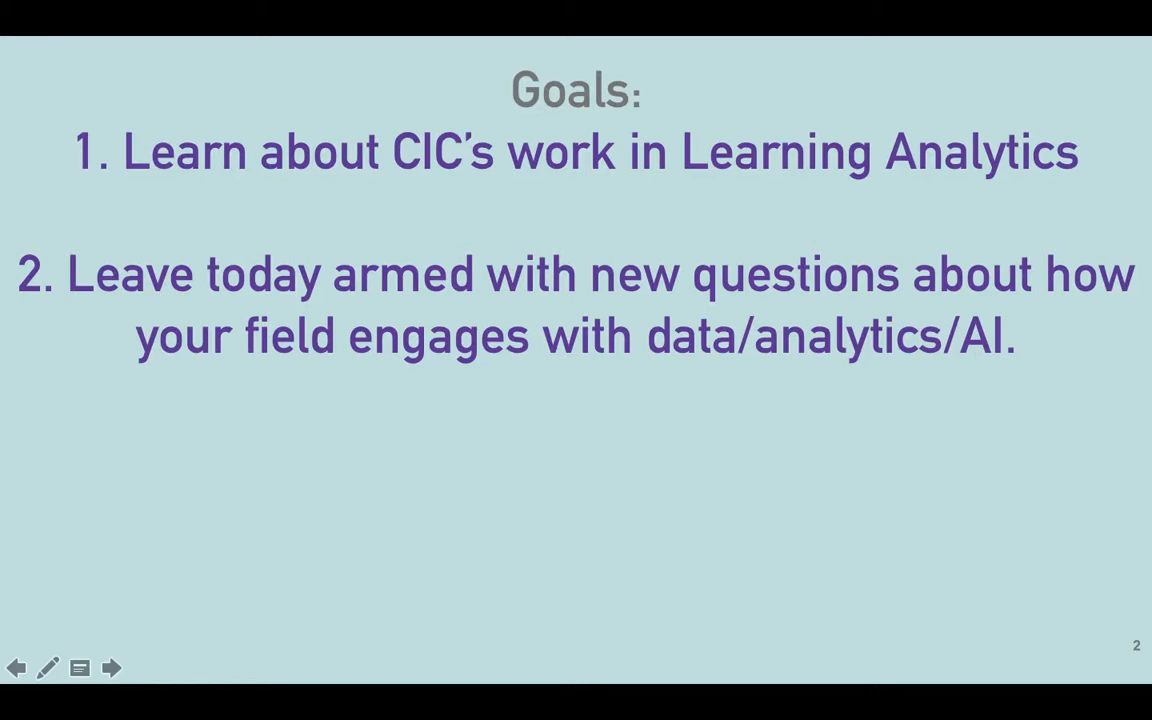 Goals:
1. Learn about CIC’s work in Learning Analytics
2. Leave today armed with new questions about how
your field engages with data/analytics/AI.
2